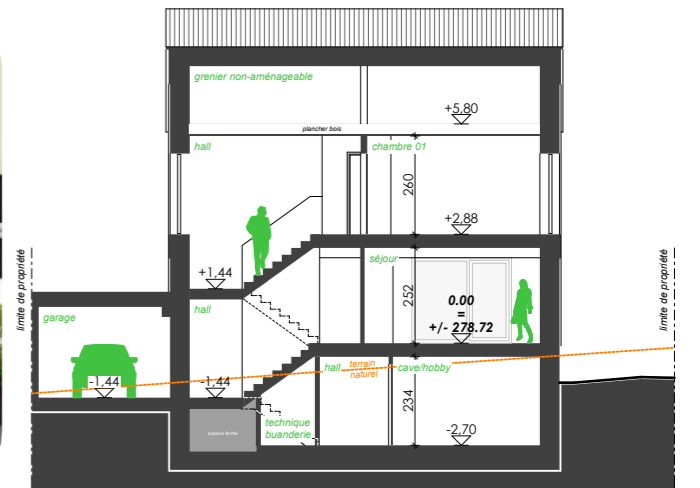 grenier non-aménageable
+5,80
plancher bois
hall
chambre 01
260
+2,88
limite de propriété
+1,44
séjour
252
0.00
=
+/- 278.72
limite de propriété
garage
hall
-1,44
-1,44
hall
terrain
naturel
cave/hobby
234
espace fermé
technique
buanderie
-2,70